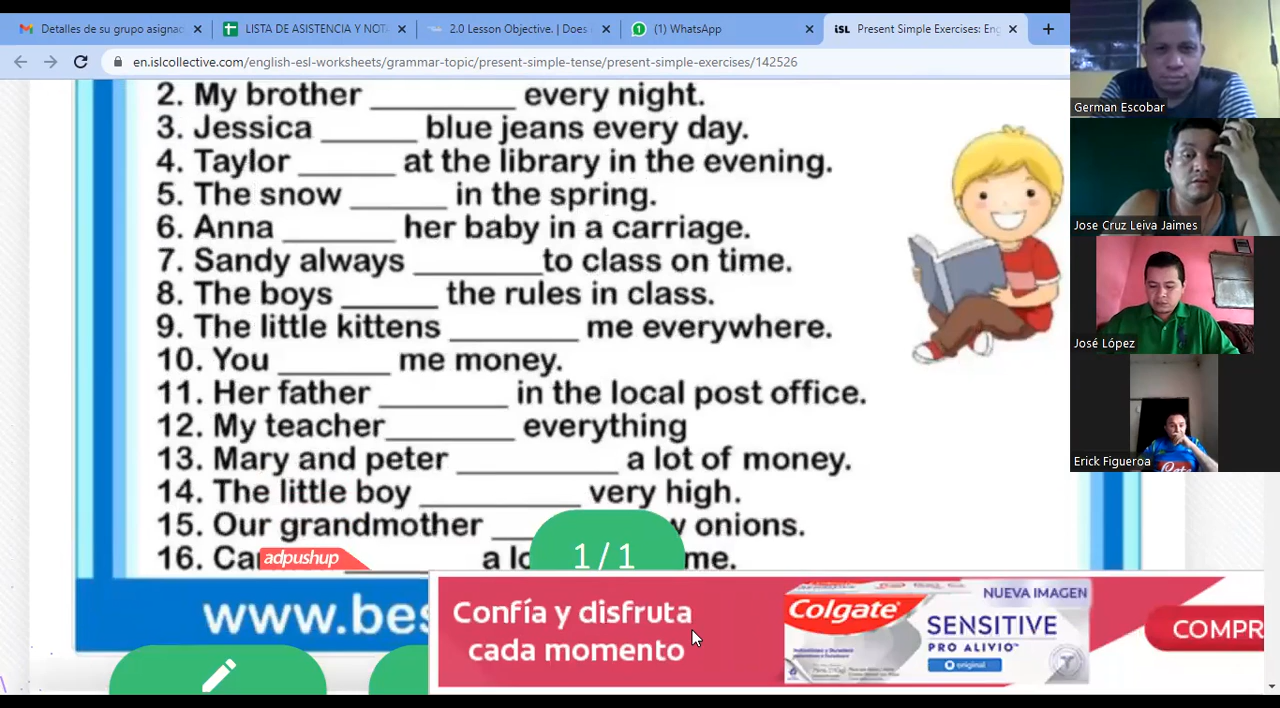 Detalles de su grupo asignac
LISTA DE ASISTENCIA Y NOT
2.0 Lesson Objective. | Does
(1) WhatsApp
iSL Present Simple Exercises: Eng
en.islcollective.com/english-esl-worksheets/grammar-topic/present-simple-tense/present-simple-exercises/142526
2. My brother _________ every night.
3. Jessica ______ blue jeans every day.
4. Taylor ______ at the library in the evening.
5. The snow ______ in the spring.
6. Anna _______ her baby in a carriage.
7. Sandy always ________to class on time.
8. The boys ______ the rules in class.
9. The little kittens ________ me everywhere.
10. You _______ me money.
11. Her father ________ in the local post office.
12. My teacher________ everything
13. Mary and peter __________ a lot of money.
14. The little boy __________ very high.
15. Our grandmother ___ onions.
16. Ca
adpushup
a lo
me.
1 / 1
www.bes
Confía y disfruta
cada momento
Colgate
NUEVA IMAGEN
SENSITIVE
PRO ALIVIO
original
COMPR
German Escobar
Jose Cruz Leiva Jaimes
José López
Erick Figueroa